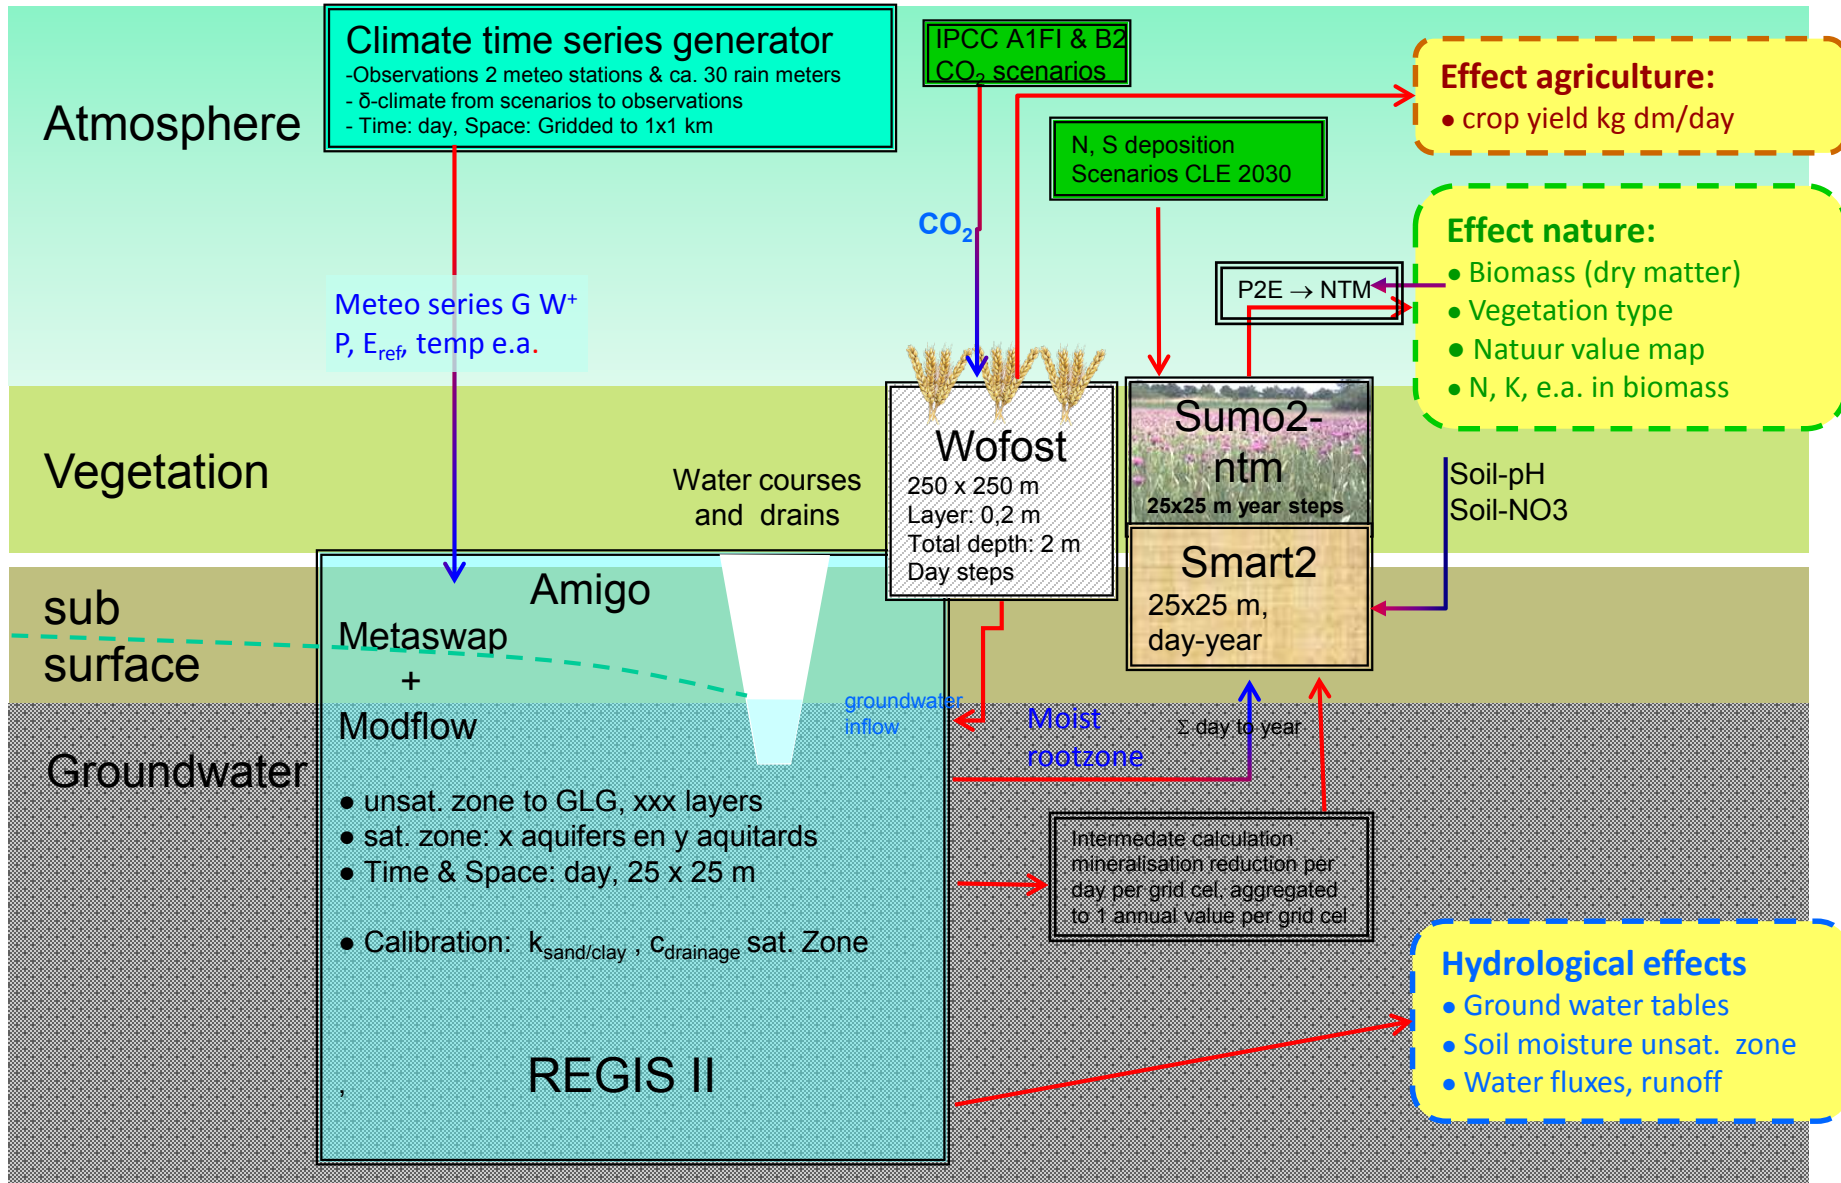 Atmosphere
Climate time series generator
-Observations 2 meteo stations & ca. 30 rain meters
- δ-climate from scenarios to observations
- Time: day, Space: Gridded to 1x1 km
IPCC A1FI & B2
CO₂ scenarios
N, S deposition
Scenarios CLE 2030
Effect agriculture:
• crop yield kg dm/day
CO₂
Meteo series G W⁺
P, E_ref, temp e.a.
P2E → NTM
Effect nature:
• Biomass (dry matter)
• Vegetation type
• Natuur value map
• N, K, e.a. in biomass
Vegetation
Water courses
and drains
Wofost
250 x 250 m
Layer: 0,2 m
Total depth: 2 m
Day steps
Sumo2-
ntm
25x25 m year steps
Smart2
25x25 m,
day-year
Soil-pH
Soil-NO3
sub
surface
Groundwater
Amigo
Metaswap
+
Modflow
groundwater
inflow
• unsat. zone to GLG, xxx layers
• sat. zone: x aquifers en y aquitards
• Time & Space: day, 25 x 25 m
• Calibration: k_sand/clay , c_drainage sat. Zone
,
REGIS II
Moist
rootzone
Σ day to year
Intermedate calculation
mineralisation reduction per
day per grid cel, aggregated
to 1 annual value per grid cel
Hydrological effects
• Ground water tables
• Soil moisture unsat. zone
• Water fluxes, runoff